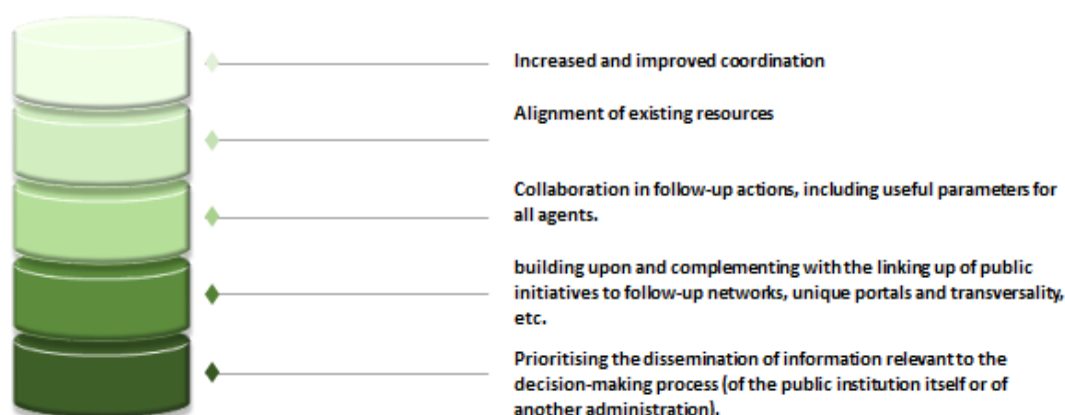 Increased and improved coordination
Alignment of existing resources
Collaboration in follow-up actions, including useful parameters for
all agents.
building upon and complementing with the linking up of public
initiatives to follow-up networks, unique portals and transversality,
etc.
Prioritising the dissemination of information relevant to the
decision-making process (of the public institution itself or of
another administration).